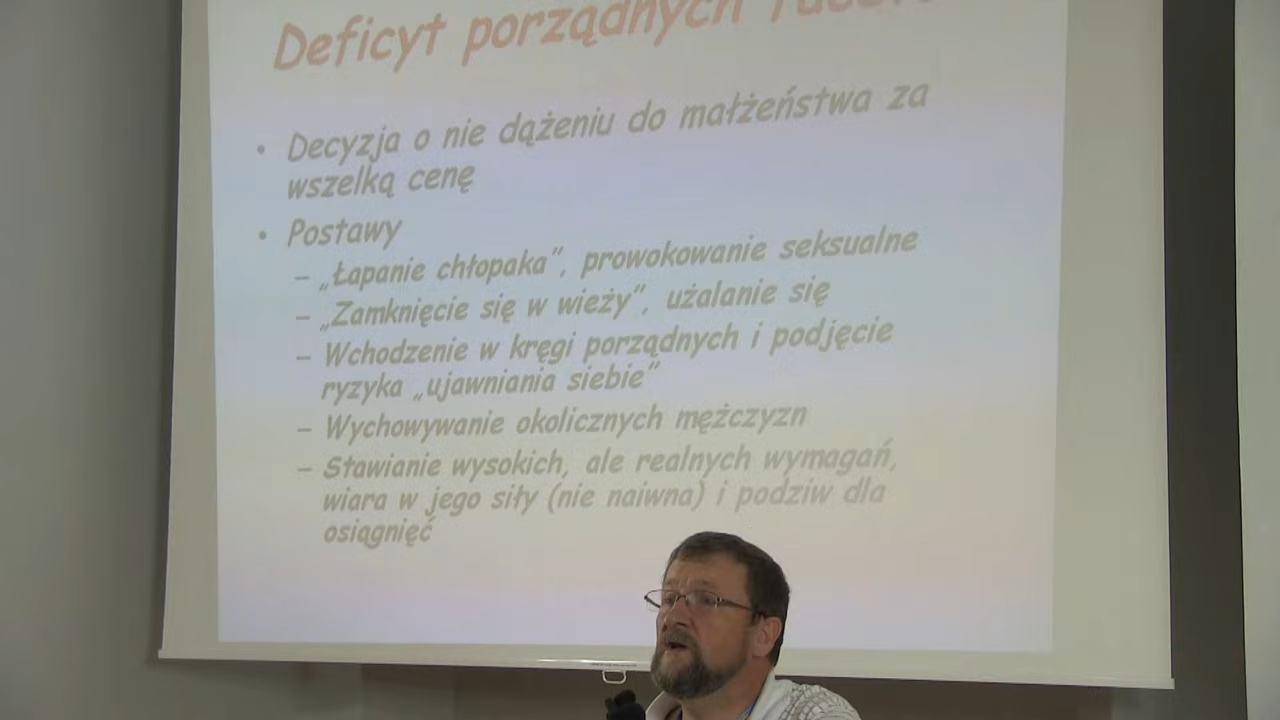 Deficyt porządnych
• Decyzja o nie dążeniu do małżeństwa za
wszelką cenę
• Postawy
– „Łapanie chłopaka”, prowokowanie seksualne
– „Zamknięcie się w wieży”, użalanie się
– Wchodzenie w kręgi porządnych i podjęcie
ryzyka „ujawniania siebie”
– Wychowywanie okolicznych mężczyzn
– Stawianie wysokich, ale realnych wymagań,
wiara w jego siły (nie naiwna) i podziw dla
osiągnięć